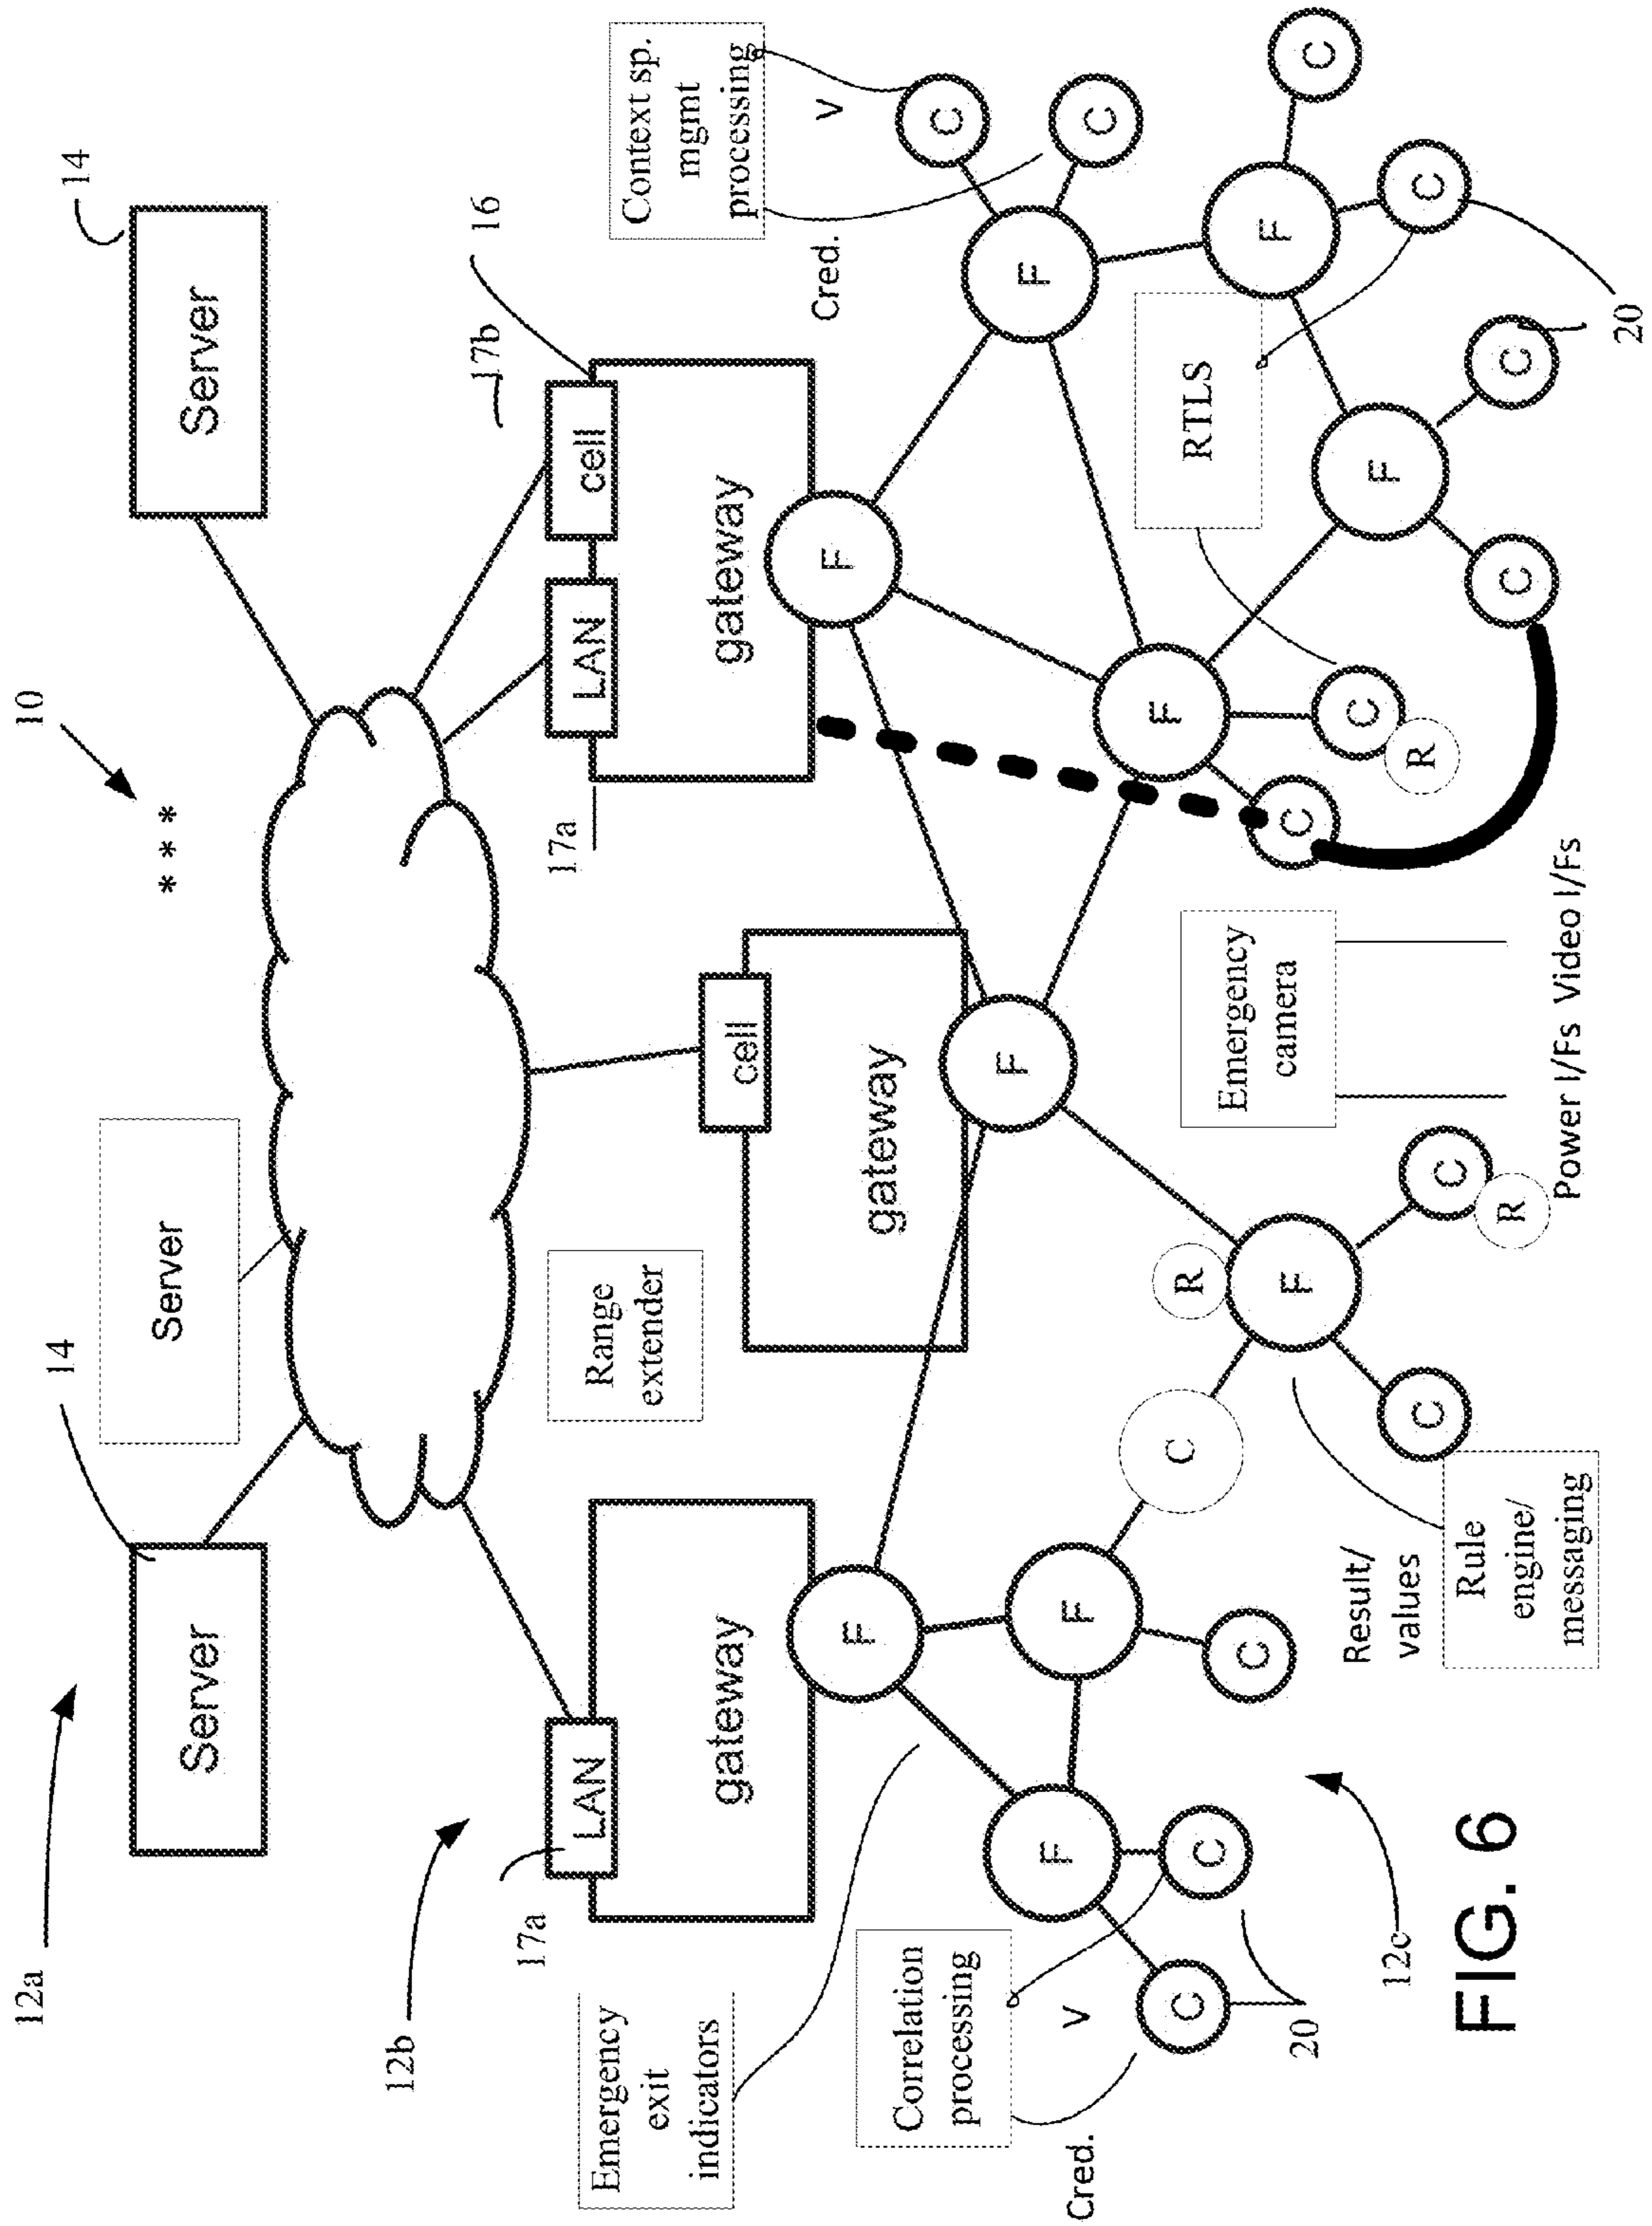 10
* * *
12a
14
Server
Server
14
Server
12b
17a
LAN
gateway
Range
extender
cell
gateway
17a
17b
16
LAN
cell
gateway
Context sp.
mgmt
processing
Emergency
exit
indicators
Cred.
V
Correlation
processing
Cred.
V
F
F
F
C
C
C
C
20
12c
F
R
F
C
C
R
Result/
values
Rule
engine/
messaging
Emergency
camera
Power I/Fs
Video I/Fs
F
F
C
C
R
RTLS
F
C
C
F
C
C
F
C
C
20
FIG. 6